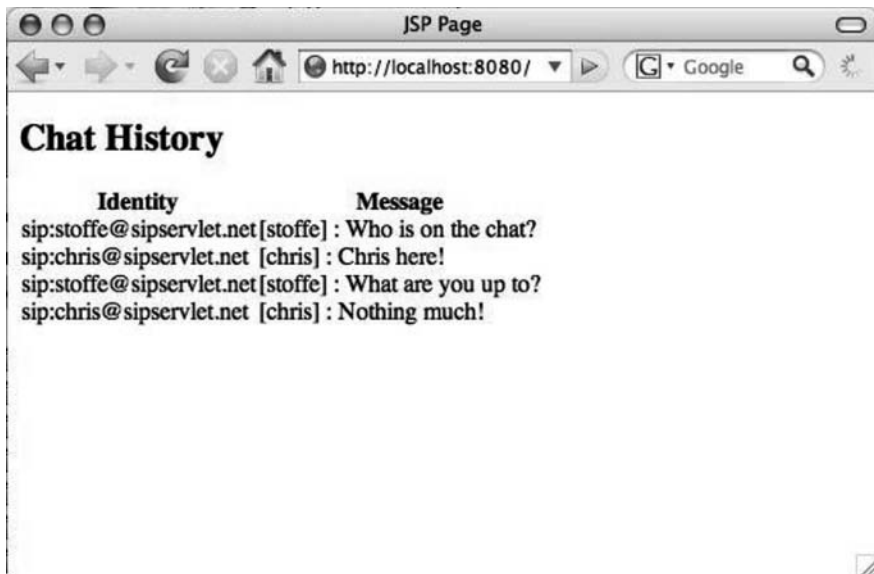 JSP Page
http://localhost:8080/ G Google
Chat History
Identity Message
sip:stoffe@sipservlet.net [stoffe] : Who is on the chat?
sip:chris@sipservlet.net [chris] : Chris here!
sip:stoffe@sipservlet.net [stoffe] : What are you up to?
sip:chris@sipservlet.net [chris] : Nothing much!